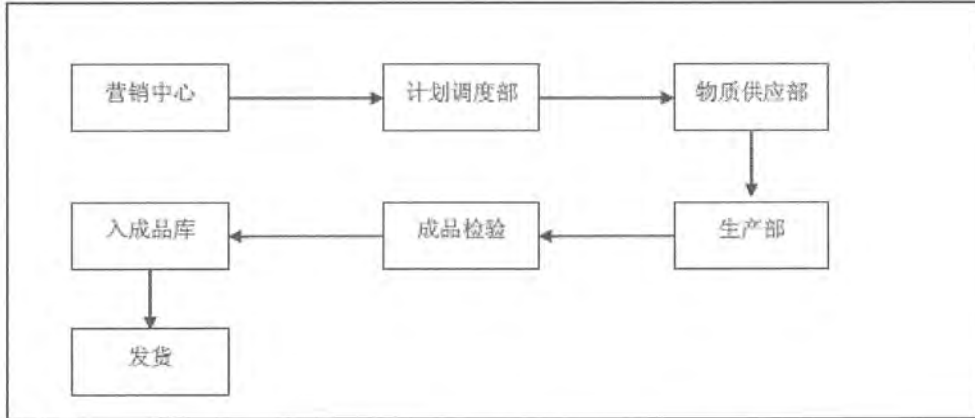 营销中心
计划调度部
物质供应部
生产部
成品检验
入成品库
发货